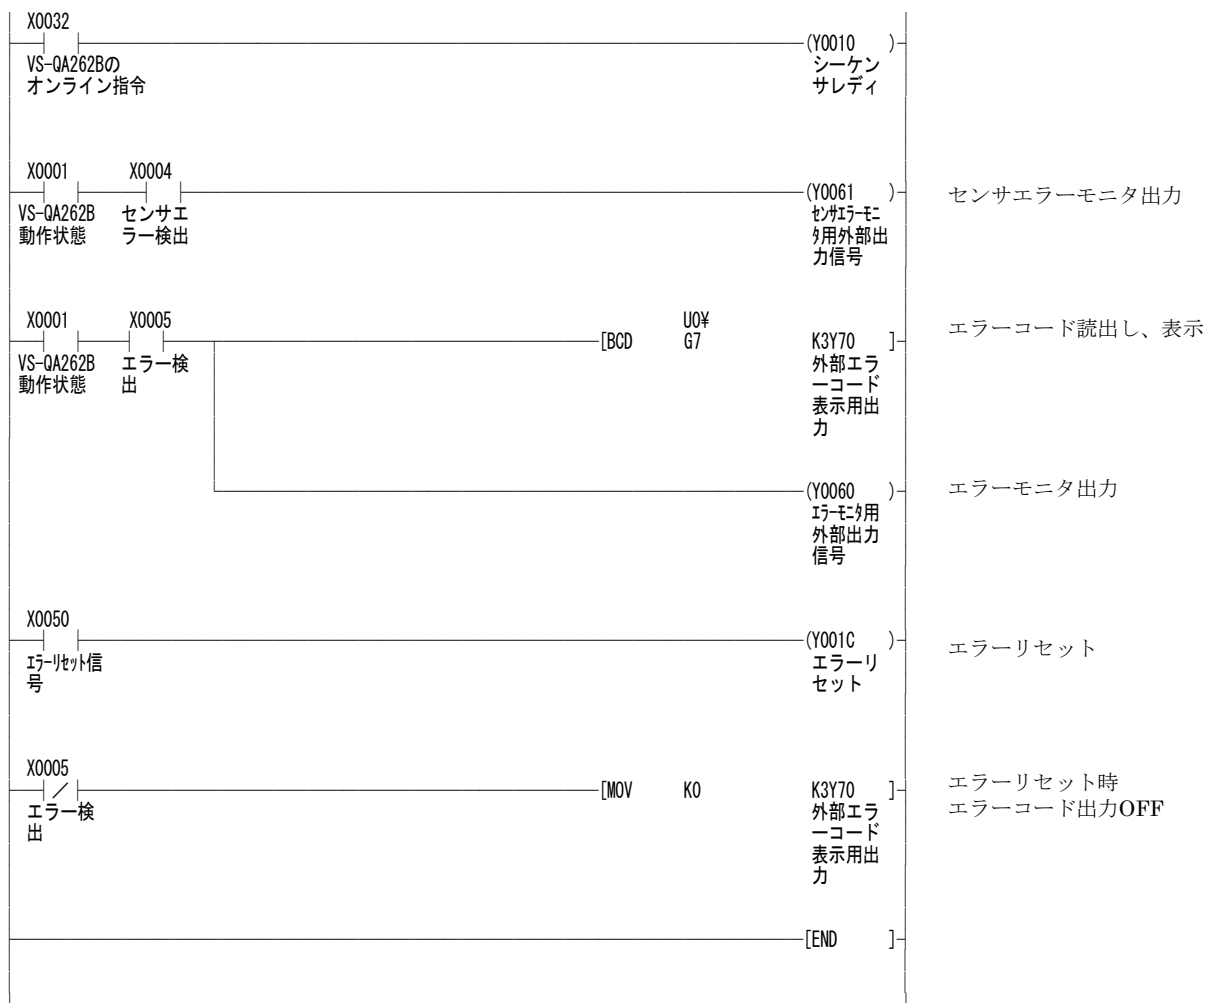 X0032
(Y0010 )
VS-QA262Bの
オンライン指令
シーケン
サレディ
X0001 X0004
(Y0061 )
センサエラーモニタ出力
VS-QA262B
動作状態
センサエ
ラー検出
ｾﾝｻｴﾗｰﾓﾆ
ﾀ用外部出
力信号
X0001 X0005
[BCD U0¥
G7 K3Y70 ]
エラーコード読出し、表示
VS-QA262B
動作状態
エラー検
出
外部エラ
ーコード
表示用出
力
(Y0060 )
エラーモニタ出力
ｴﾗｰﾓﾆﾀ用
外部出力
信号
X0050
(Y001C )
エラーリセット
ｴﾗｰﾘｾｯﾄ信
号
エラーリ
セット
X0005
[MOV K0 K3Y70 ]
エラーリセット時
エラーコード出力OFF
エラー検
出
外部エラ
ーコード
表示用出
力
[END ]